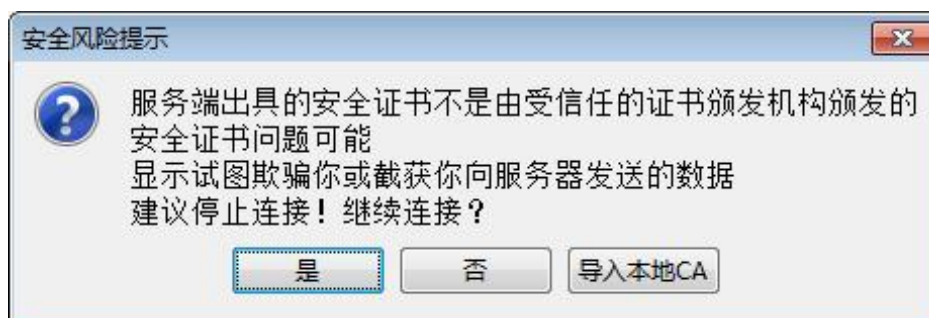 安全风险提示
服务端出具的安全证书不是由受信任的证书颁发机构颁发的
安全证书问题可能
显示试图欺骗你或截获你向服务器发送的数据
建议停止连接！继续连接？
是
否
导入本地CA